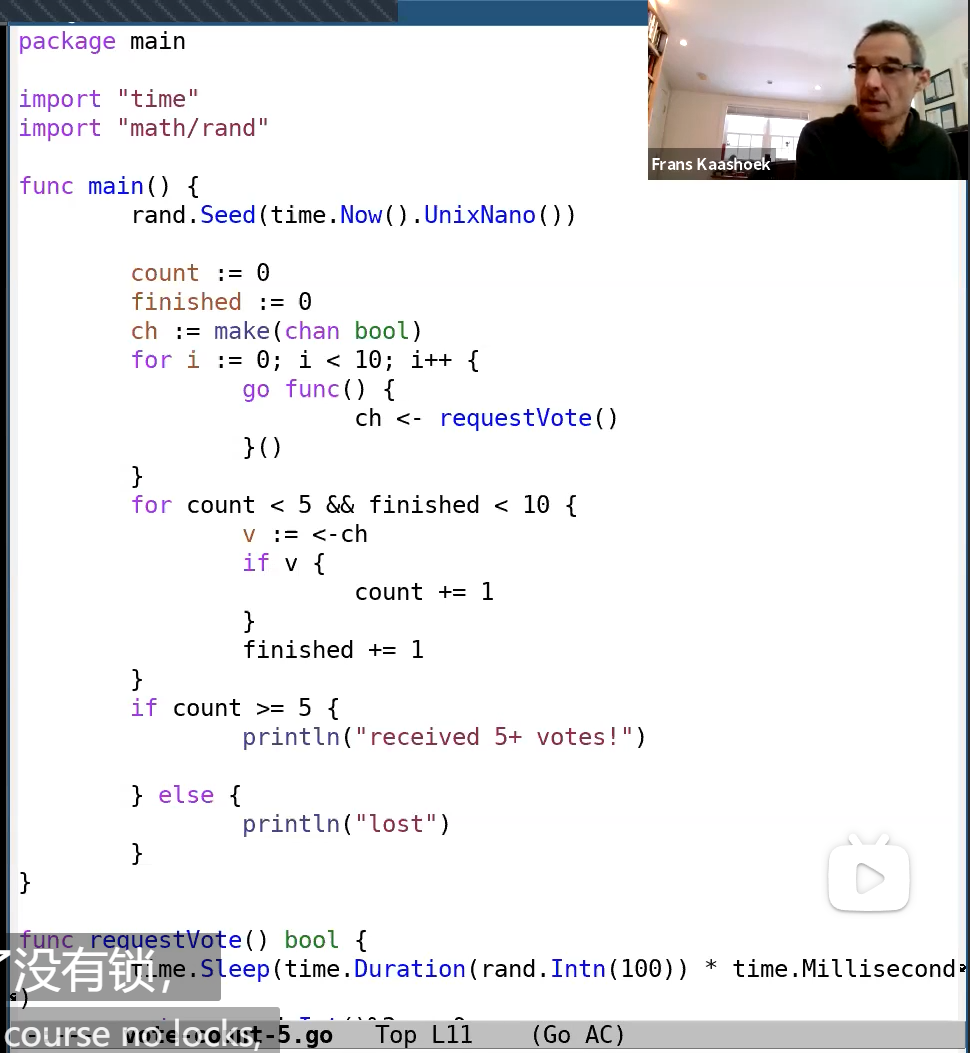 package main
import "time"
import "math/rand"
Frans Kaashoek
func main() {
rand.Seed(time.Now().UnixNano())
count := 0
finished := 0
ch := make(chan bool)
for i := 0; i < 10; i++ {
go func() {
ch <- requestVote()
}()
}
for count < 5 && finished < 10 {
v := <-ch
if v {
count += 1
}
finished += 1
}
if count >= 5 {
println("received 5+ votes!")
} else {
println("lost")
}
}
func requestVote() bool {
time.Sleep(time.Duration(rand.Intn(100)) * time.Millisecond
)
没有锁，
course no locks,
vote-count-5.go Top L11 (Go AC)